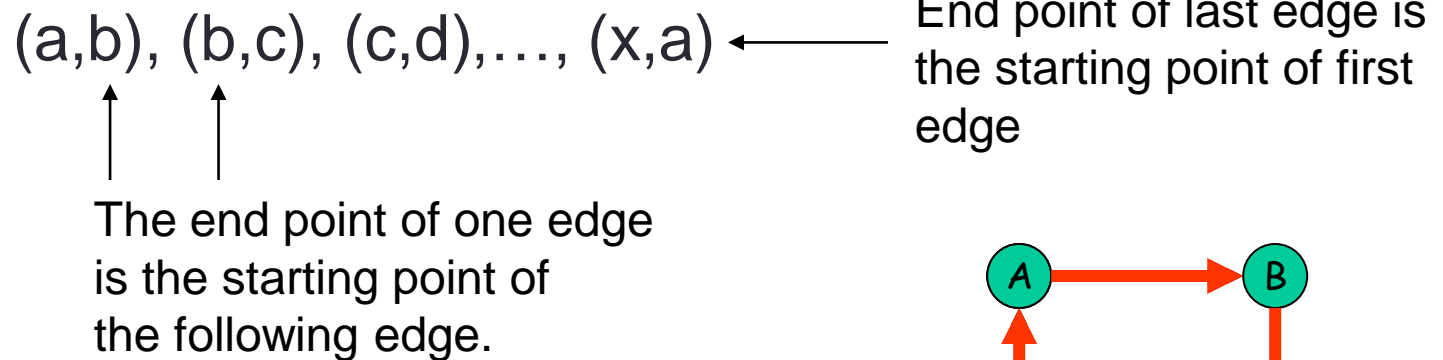 (a,b), (b,c), (c,d),…, (x,a)
End point of last edge is
the starting point of first
edge
The end point of one edge
is the starting point of
the following edge.
A
B